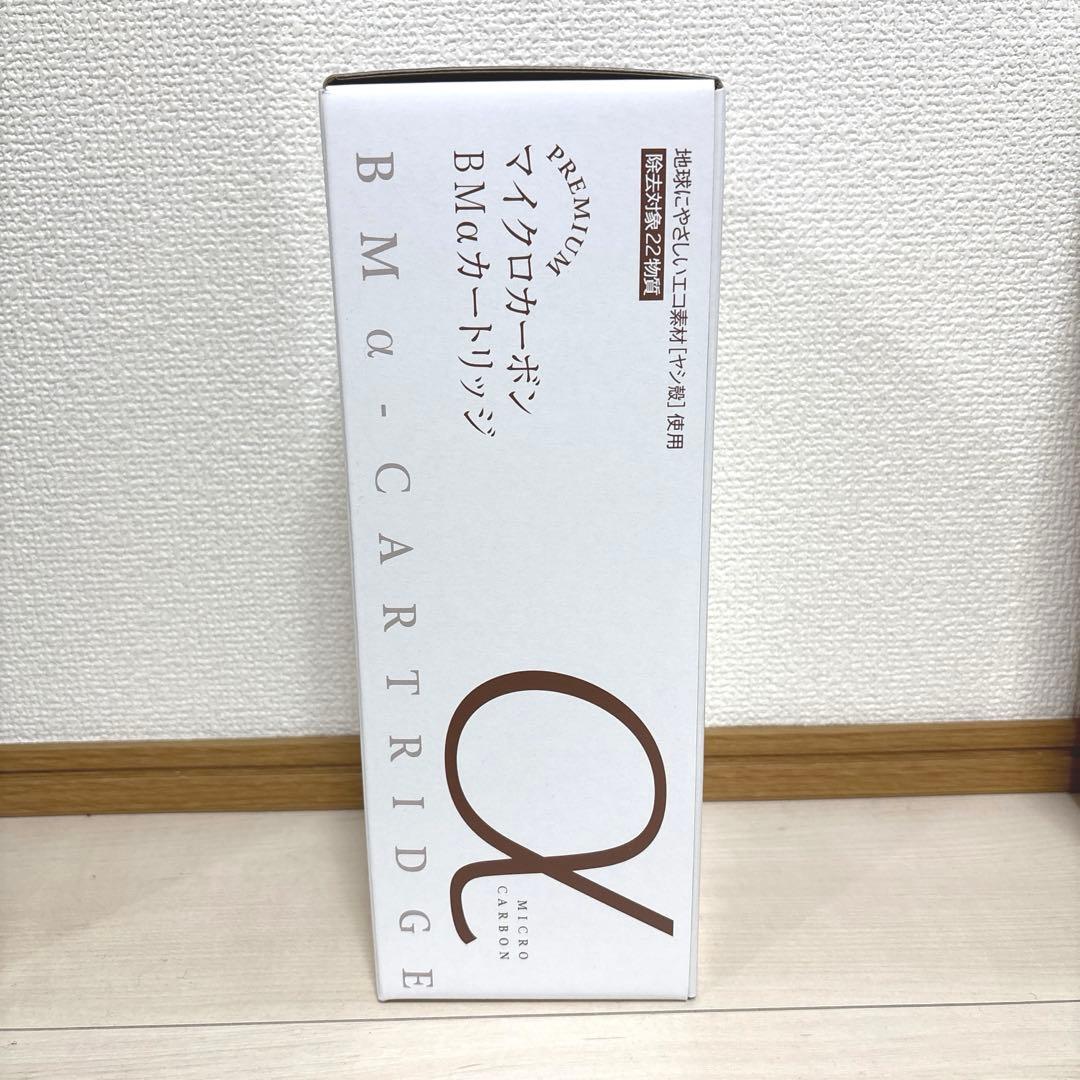 地球にやさしいエコ素材[ヤシ殻]使用
除去対象22物質
PREMIUM
マイクロカーボン
BMαカートリッジ
BMα-CARTRIDGE
α
MICRO
CARBON